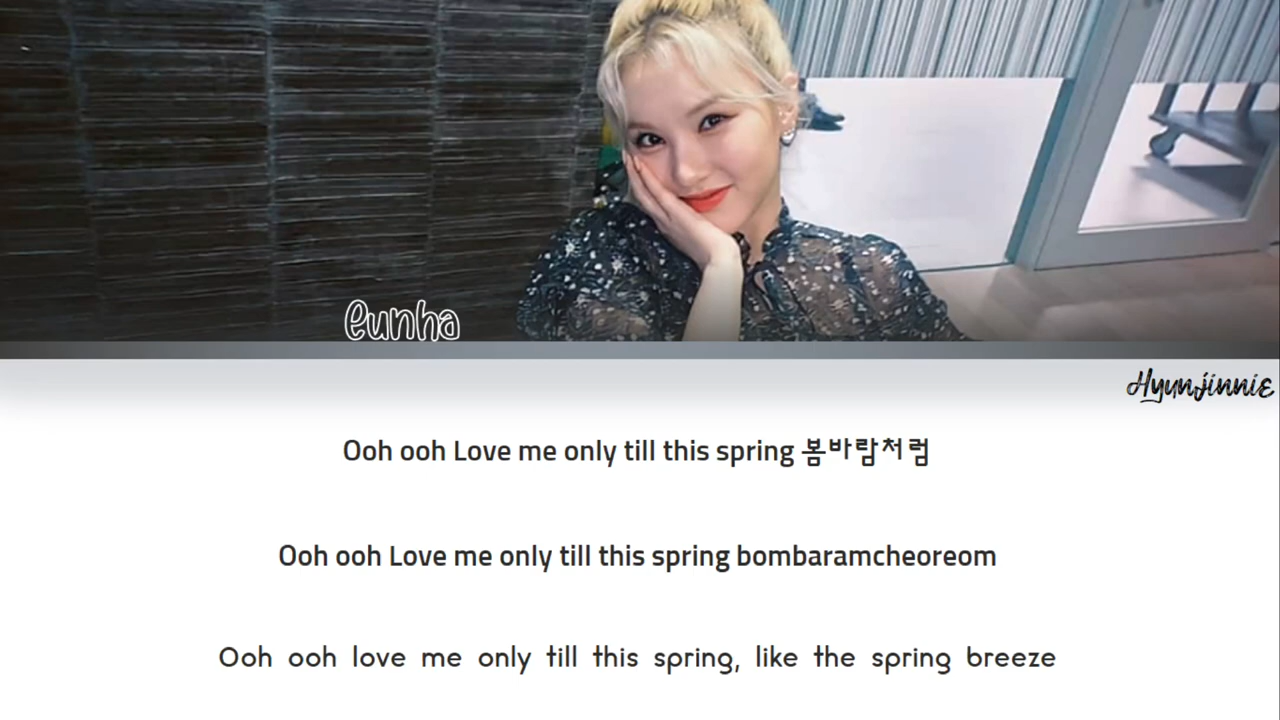 Eunha
Hyunjinnie
Ooh ooh Love me only till this spring 봄바람처럼
Ooh ooh Love me only till this spring bombaramcheoreom
Ooh ooh love me only till this spring, like the spring breeze